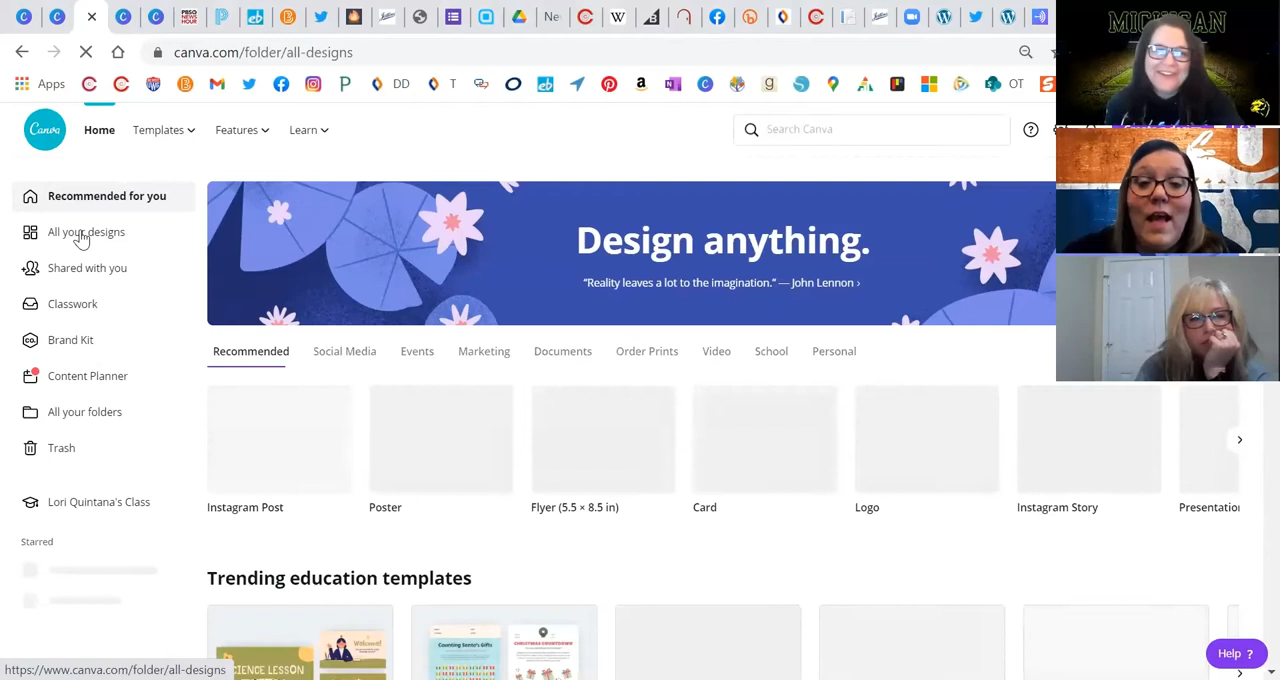 canva.com/folder/all-designs
Apps
DD
T
OT
MICHIGAN
Canva
Home
Templates
Features
Learn
Search Canva
Recommended for you
All your designs
Shared with you
Classwork
Brand Kit
Content Planner
All your folders
Trash
Lori Quintana's Class
Starred
Design anything.
“Reality leaves a lot to the imagination.” — John Lennon ›
Recommended
Social Media
Events
Marketing
Documents
Order Prints
Video
School
Personal
Instagram Post
Poster
Flyer (5.5 × 8.5 in)
Card
Logo
Instagram Story
Presentation
Trending education templates
SCIENCE LESSON
Welcome!
Counting Santa's Gifts
CHRISTMAS COUNTDOWN
Help ?
https://www.canva.com/folder/all-designs